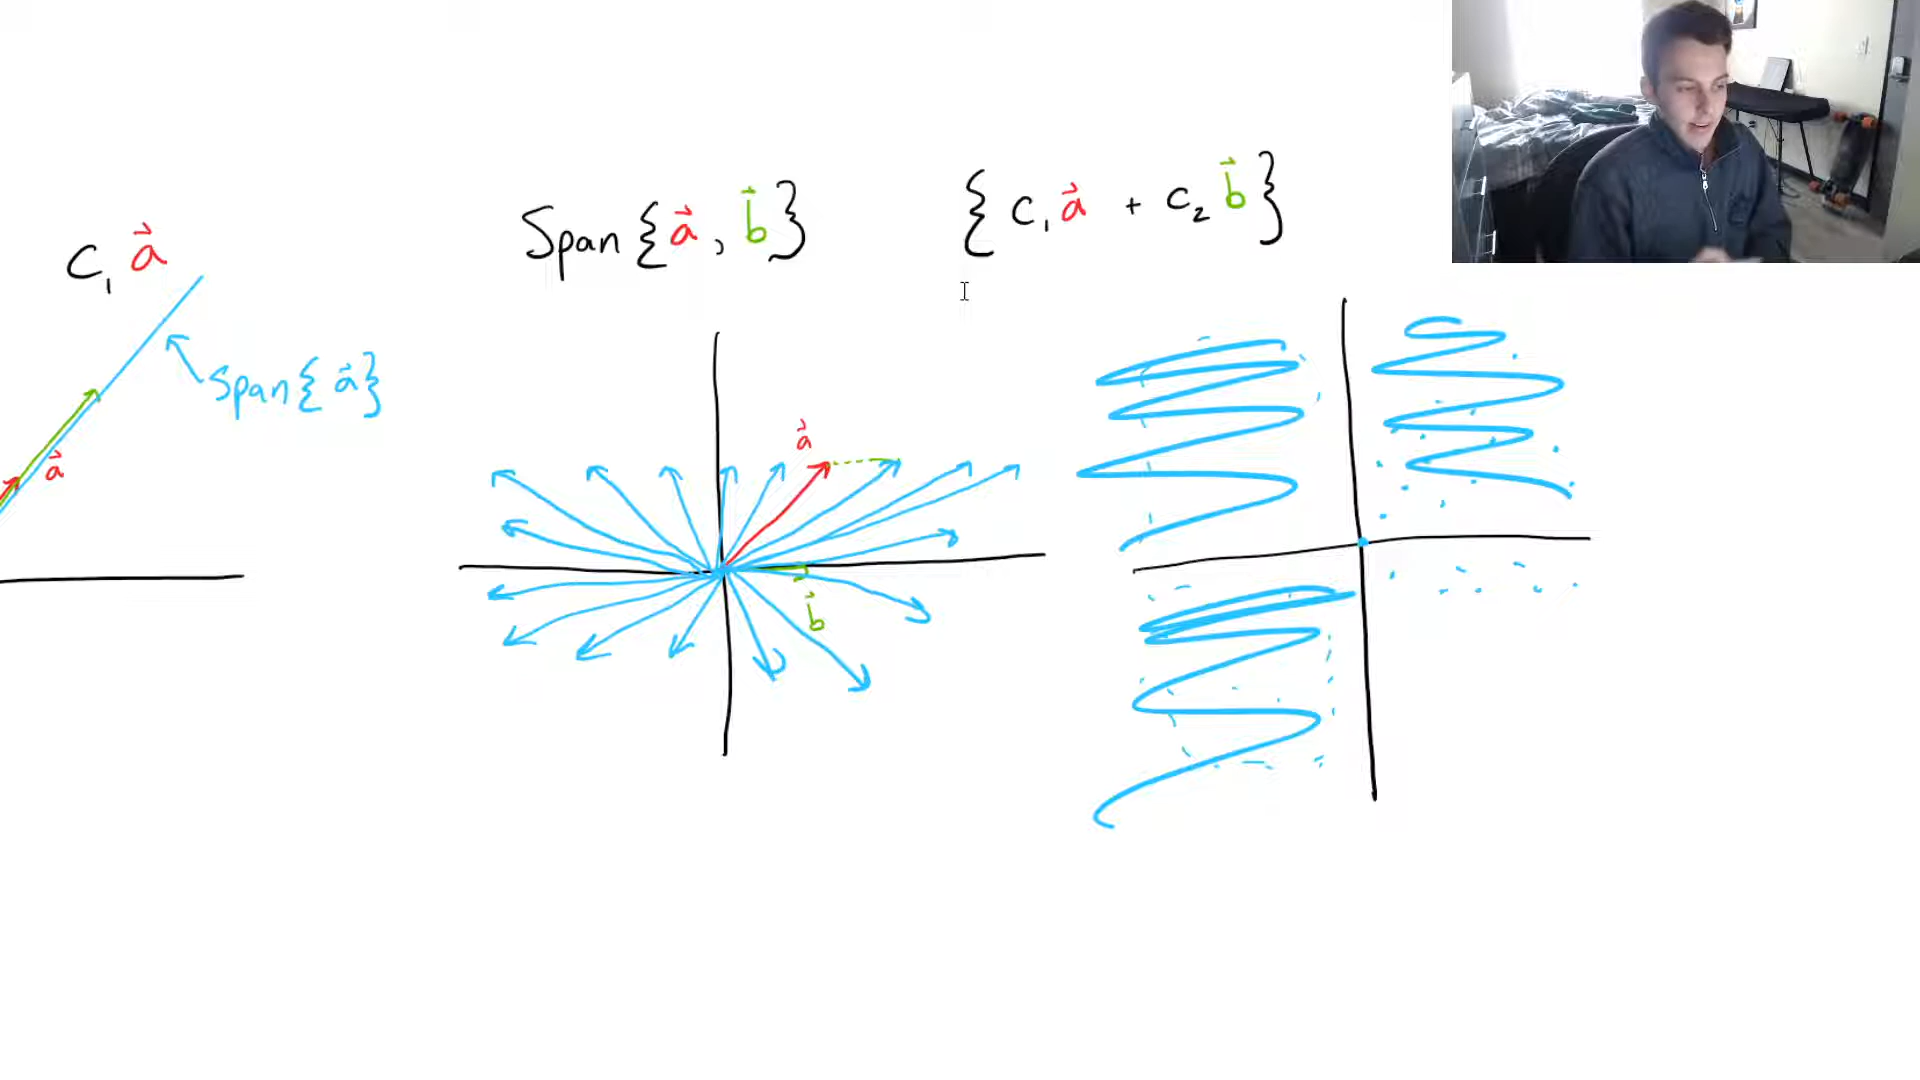 c₁ a⃗
Span{a⃗}
a⃗
Span{a⃗, b⃗}
{c₁a⃗ + c₂b⃗}
a⃗
b⃗